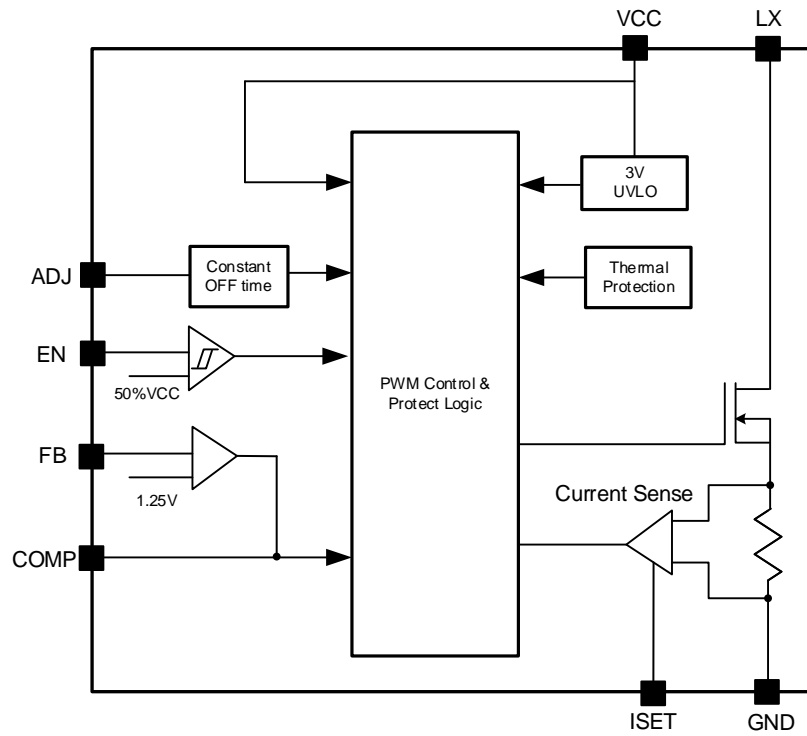 VCC
LX
3V
UVLO
ADJ
Constant
OFF time
Thermal
Protection
EN
50%VCC
PWM Control &
Protect Logic
FB
1.25V
Current Sense
COMP
ISET
GND